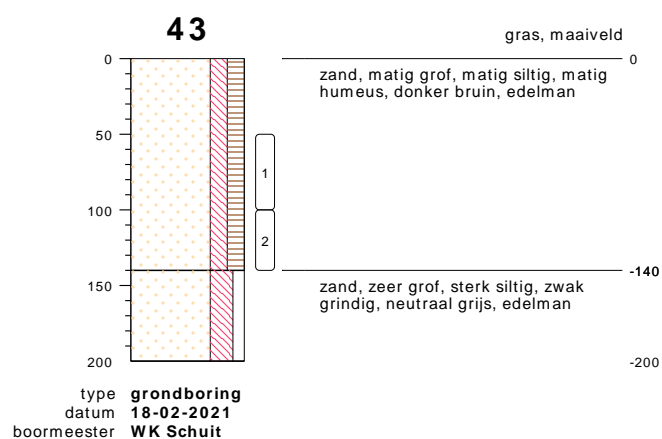 43
gras, maaiveld
0
0
zand, matig grof, matig siltig, matig
humeus, donker bruin, edelman
50
1
100
2
-140
150
zand, zeer grof, sterk siltig, zwak
grindig, neutraal grijs, edelman
200
-200
type grondboring
datum 18-02-2021
boormeester WK Schuit